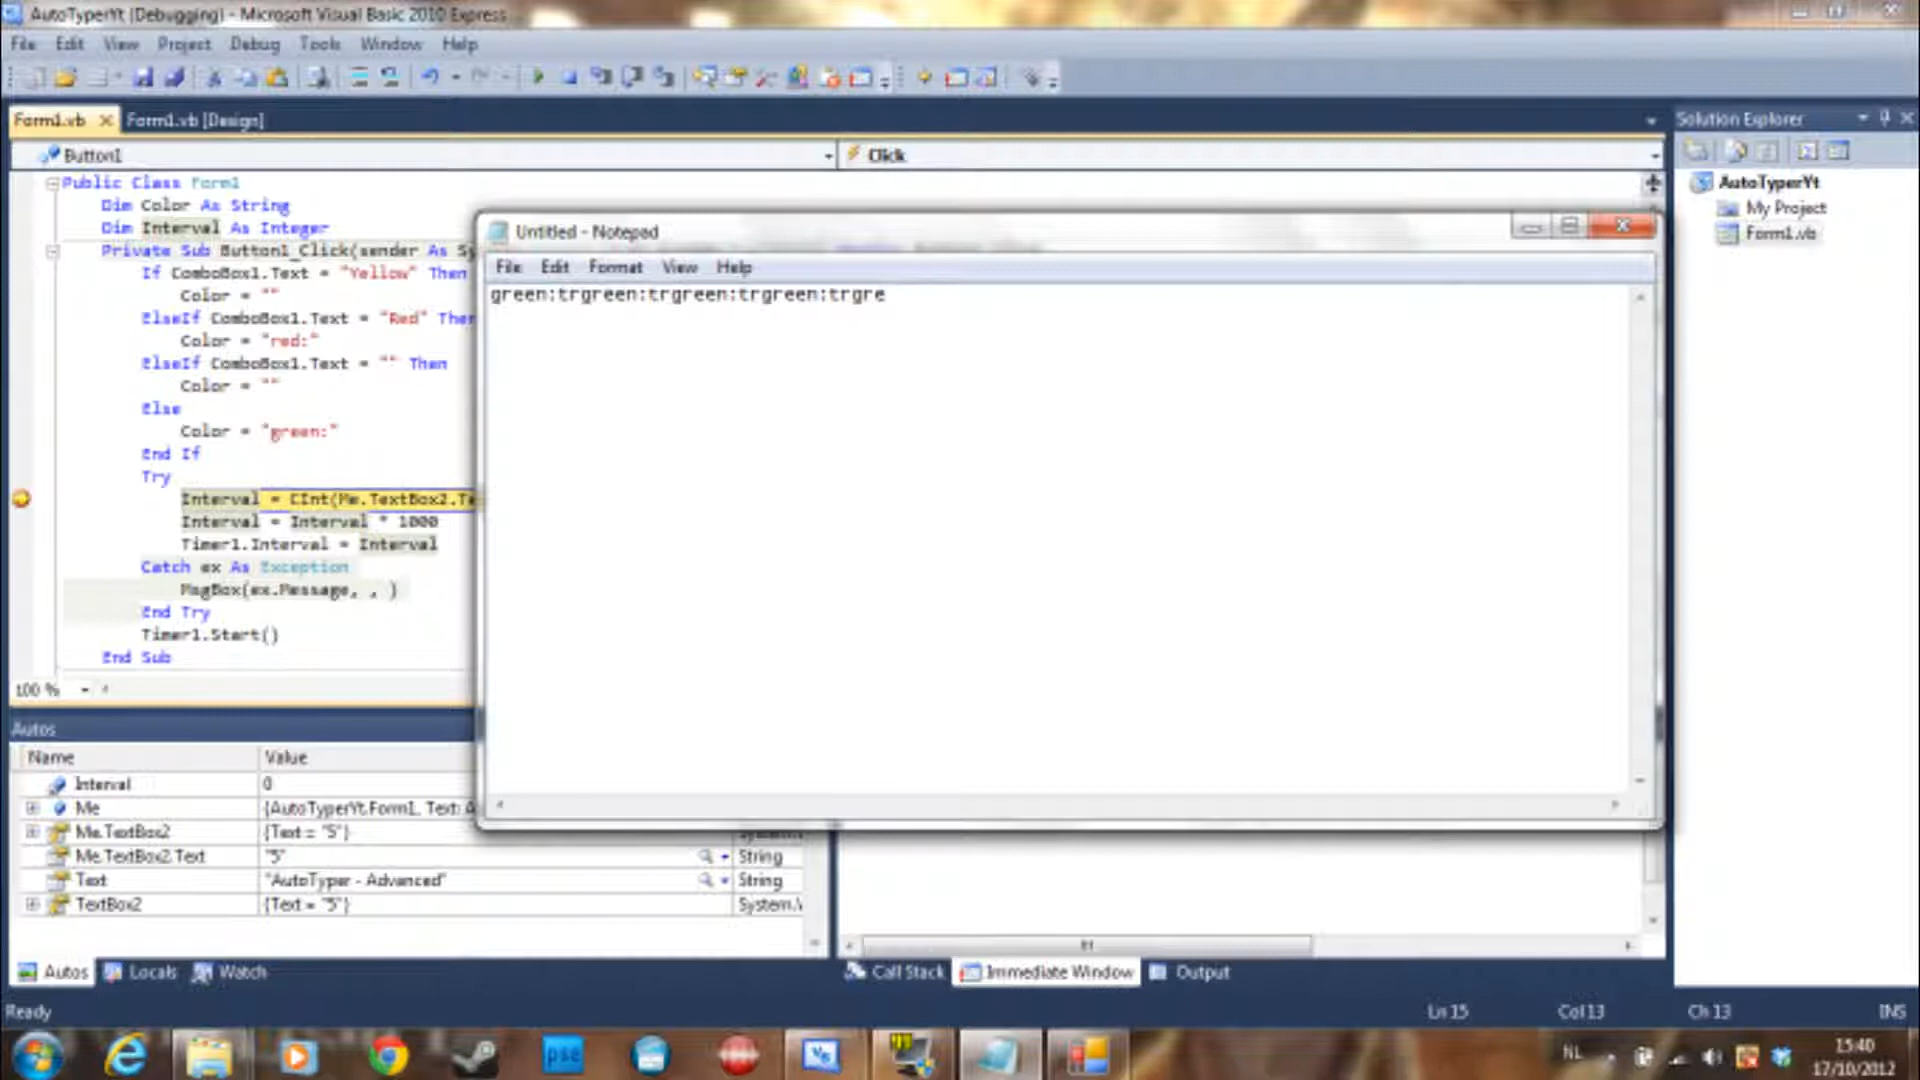 AutoTyperYt (Debugging) - Microsoft Visual Basic 2010 Express
File Edit View Project Debug Tools Window Help
Form1.vb Form1.vb [Design]
Button1 Click
Public Class Form1
Dim Color As String
Dim Interval As Integer
Private Sub Button1_Click(sender As Sy
If ComboBox1.Text = "Yellow" Then
Color = ""
ElseIf ComboBox1.Text = "Red" Then
Color = "red:"
ElseIf ComboBox1.Text = "" Then
Color = ""
Else
Color = "green:"
End If
Try
Interval = CInt(Me.TextBox2.Te
Interval = Interval * 1000
Timer1.Interval = Interval
Catch ex As Exception
MsgBox(ex.Message, , )
End Try
Timer1.Start()
End Sub
100 %
Untitled - Notepad
File Edit Format View Help
green:trgreen:trgreen:trgreen:trgre
Solution Explorer
AutoTyperYt
My Project
Form1.vb
Autos
Name Value
Interval 0
Me {AutoTyperYt.Form1, Text: A
Me.TextBox2 {Text = "5"}
Me.TextBox2.Text "5" String
Text "AutoTyper - Advanced" String
TextBox2 {Text = "5"} System.W
Autos Locals Watch
Call Stack Immediate Window Output
Ready Ln 15 Col 13 Ch 13 INS
pse
NL
15:40
17/10/2012